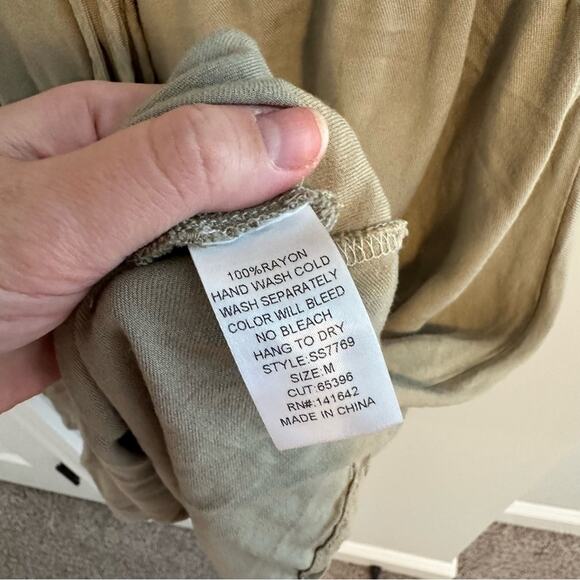 100%RAYON
HAND WASH COLD
WASH SEPARATELY
COLOR WILL BLEED
NO BLEACH
HANG TO DRY
STYLE:SS7769
SIZE:M
CUT:65396
RN#:141642
MADE IN CHINA